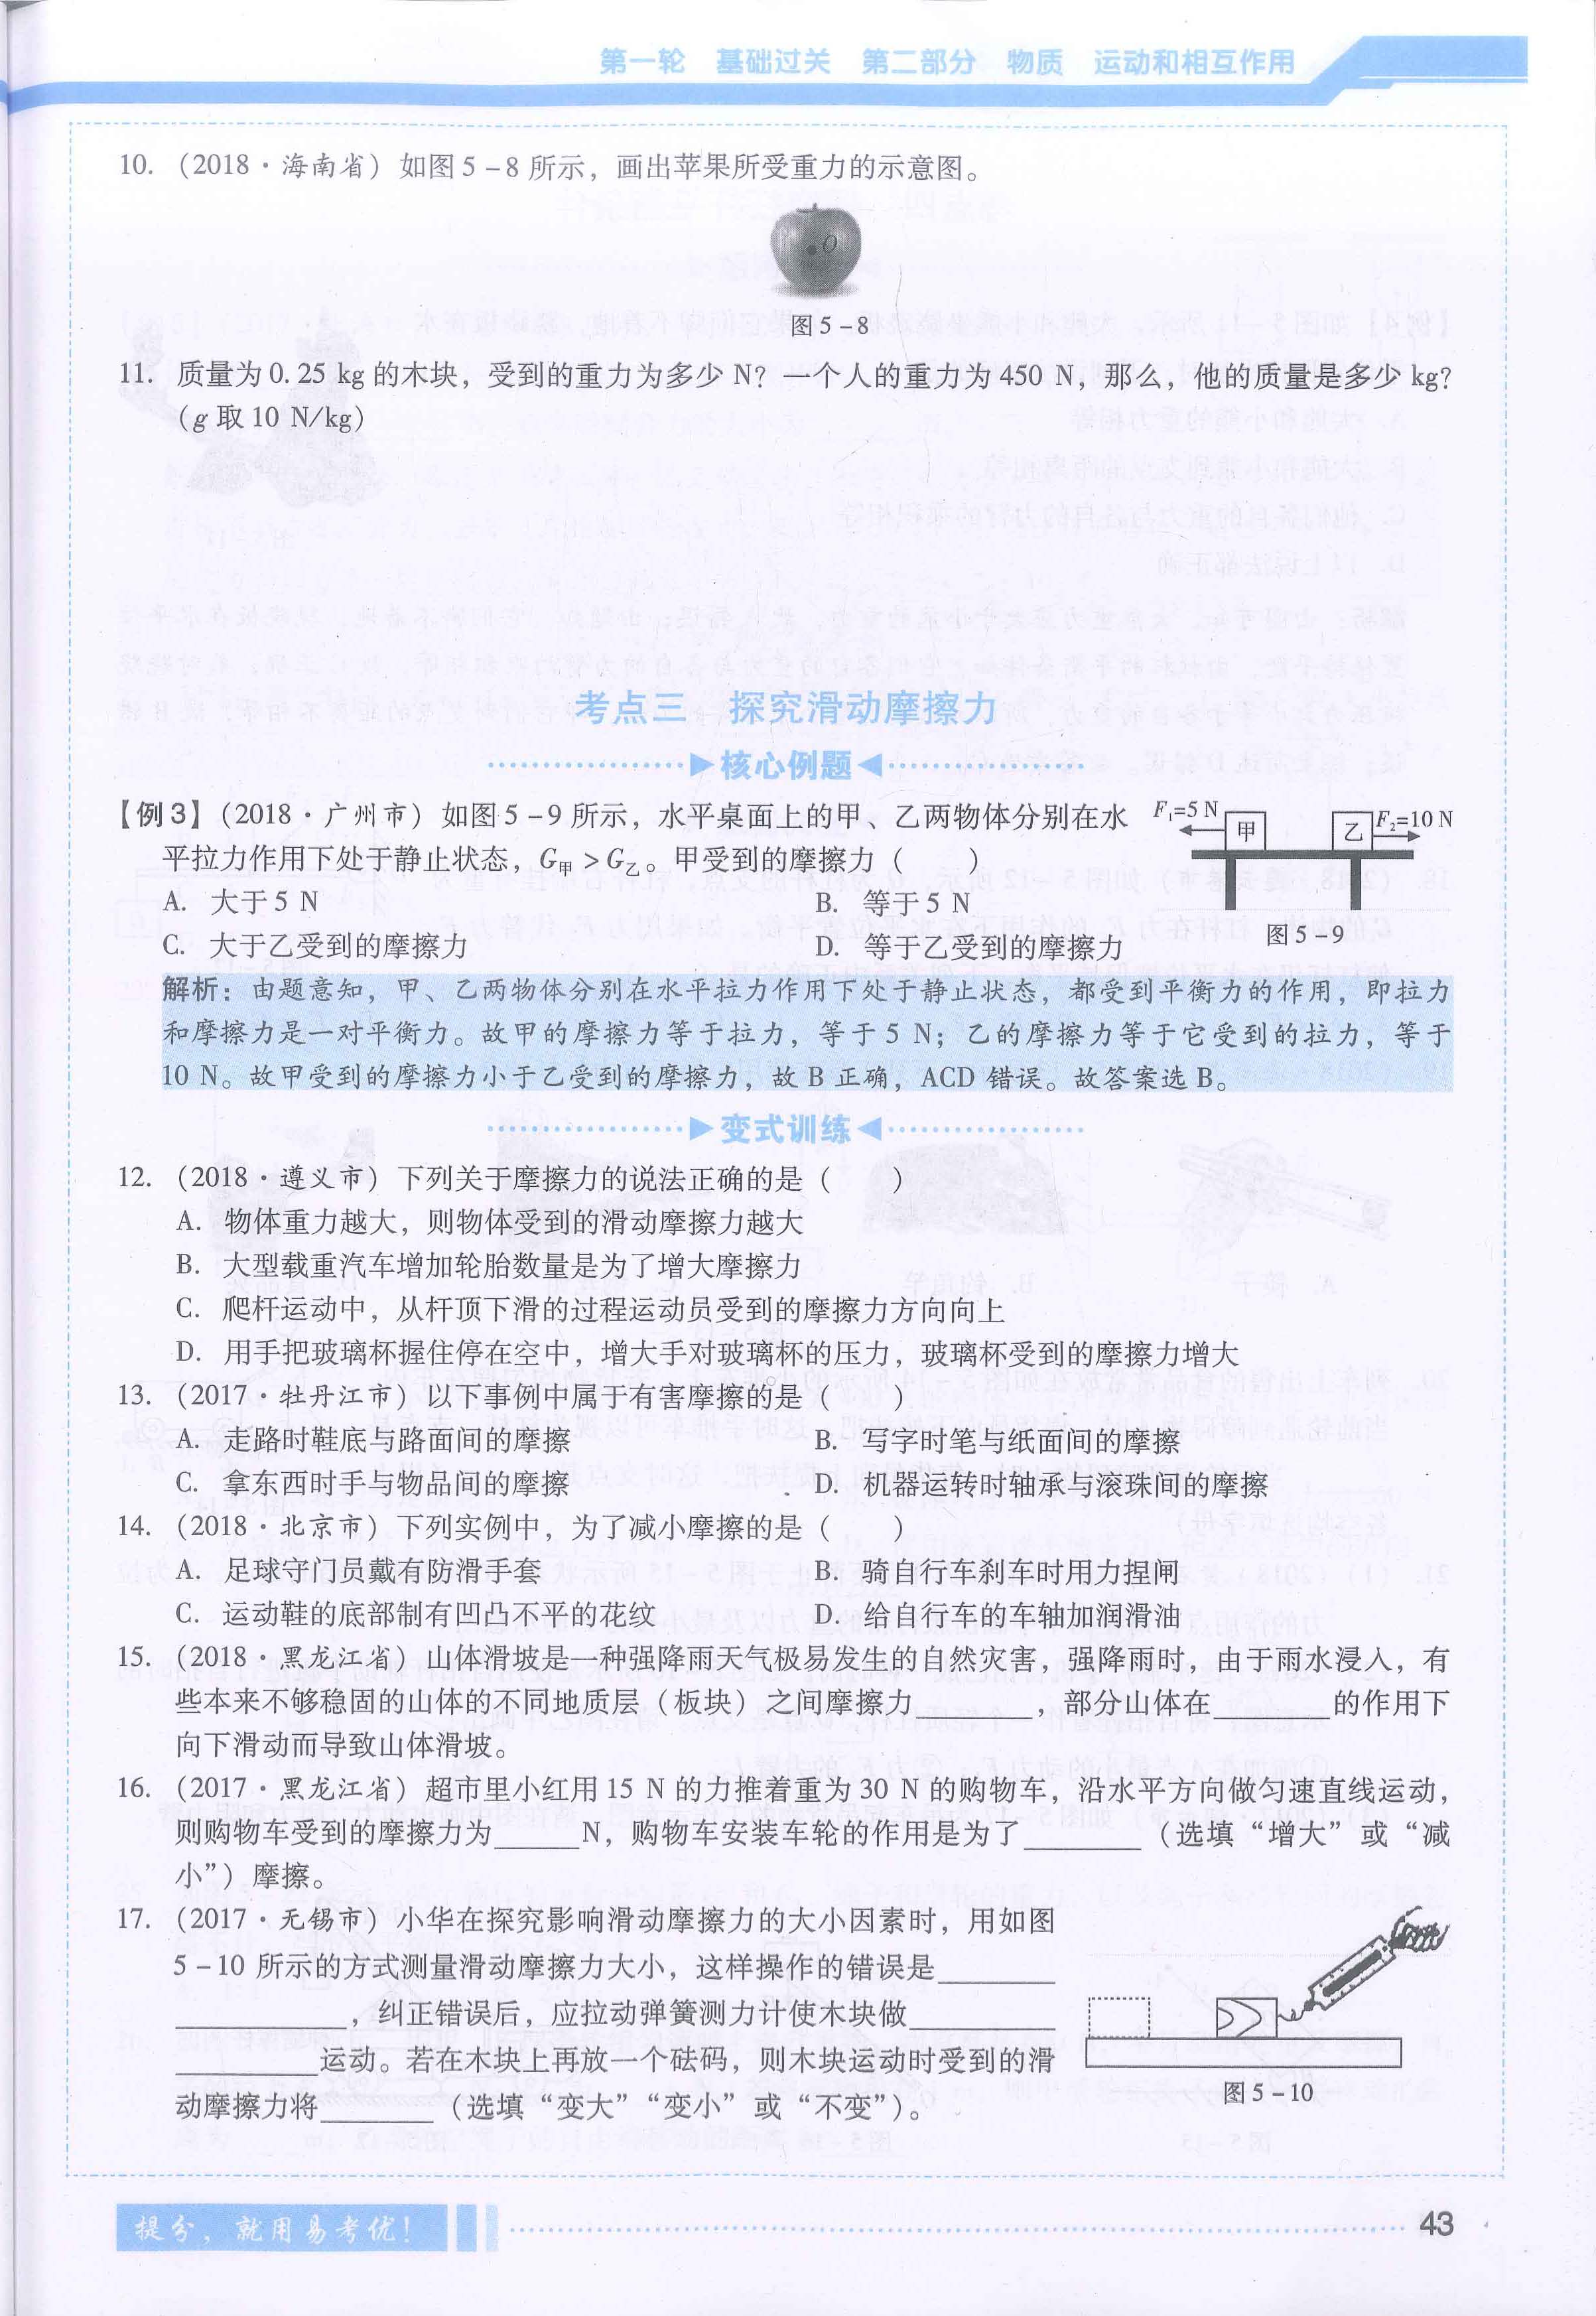 第一轮 基础过关 第二部分 物质 运动和相互作用
10. (2018·海南省) 如图5-8所示，画出苹果所受重力的示意图。
O
图5-8
11. 质量为0.25 kg的木块，受到的重力为多少N？一个人的重力为450 N，那么，他的质量是多少kg？
(g取10 N/kg)
考点三 探究滑动摩擦力
核心例题
【例3】(2018·广州市) 如图5-9所示，水平桌面上的甲、乙两物体分别在水
平拉力作用下处于静止状态，G甲>G乙。甲受到的摩擦力（ ）
A. 大于5 N B. 等于5 N
C. 大于乙受到的摩擦力 D. 等于乙受到的摩擦力
F₁=5 N 甲 乙 F₂=10 N
图5-9
解析：由题意知，甲、乙两物体分别在水平拉力作用下处于静止状态，都受到平衡力的作用，即拉力
和摩擦力是一对平衡力。故甲的摩擦力等于拉力，等于5 N；乙的摩擦力等于它受到的拉力，等于
10 N。故甲受到的摩擦力小于乙受到的摩擦力，故B正确，ACD错误。故答案选B。
变式训练
12. (2018·遵义市) 下列关于摩擦力的说法正确的是（ ）
A. 物体重力越大，则物体受到的滑动摩擦力越大
B. 大型载重汽车增加轮胎数量是为了增大摩擦力
C. 爬杆运动中，从杆顶下滑的过程运动员受到的摩擦力方向向上
D. 用手把玻璃杯握住停在空中，增大手对玻璃杯的压力，玻璃杯受到的摩擦力增大
13. (2017·牡丹江市) 以下事例中属于有害摩擦的是（ ）
A. 走路时鞋底与路面间的摩擦 B. 写字时笔与纸面间的摩擦
C. 拿东西时手与物品间的摩擦 D. 机器运转时轴承与滚珠间的摩擦
14. (2018·北京市) 下列实例中，为了减小摩擦的是（ ）
A. 足球守门员戴有防滑手套 B. 骑自行车刹车时用力捏闸
C. 运动鞋的底部制有凹凸不平的花纹 D. 给自行车的车轴加润滑油
15. (2018·黑龙江省) 山体滑坡是一种强降雨天气极易发生的自然灾害，强降雨时，由于雨水浸入，有
些本来不够稳固的山体的不同地质层（板块）之间摩擦力________，部分山体在________的作用下
向下滑动而导致山体滑坡。
16. (2017·黑龙江省) 超市里小红用15 N的力推着重为30 N的购物车，沿水平方向做匀速直线运动，
则购物车受到的摩擦力为______N，购物车安装车轮的作用是为了________（选填“增大”或“减
小”）摩擦。
17. (2017·无锡市) 小华在探究影响滑动摩擦力的大小因素时，用如图
5-10所示的方式测量滑动摩擦力大小，这样操作的错误是________
____________，纠正错误后，应拉动弹簧测力计使木块做__________
__________运动。若在木块上再放一个砝码，则木块运动时受到的滑
动摩擦力将________（选填“变大”“变小”或“不变”）。
图5-10
提分，就用易考优！
43